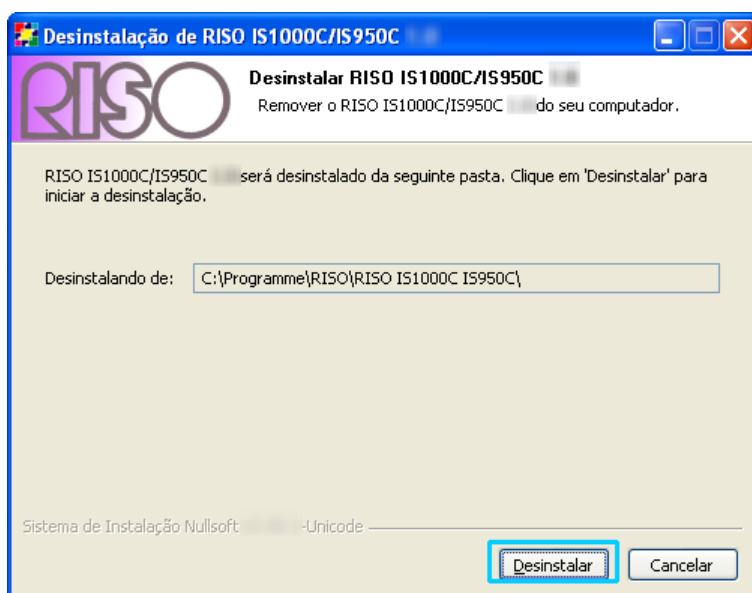 Desinstalação de RISO IS1000C/IS950C
RISO
Desinstalar RISO IS1000C/IS950C
Remover o RISO IS1000C/IS950C do seu computador.
RISO IS1000C/IS950C será desinstalado da seguinte pasta. Clique em 'Desinstalar' para
iniciar a desinstalação.
Desinstalando de: C:\Programme\RISO\RISO IS1000C IS950C\
Sistema de Instalação Nullsoft -Unicode
Desinstalar Cancelar